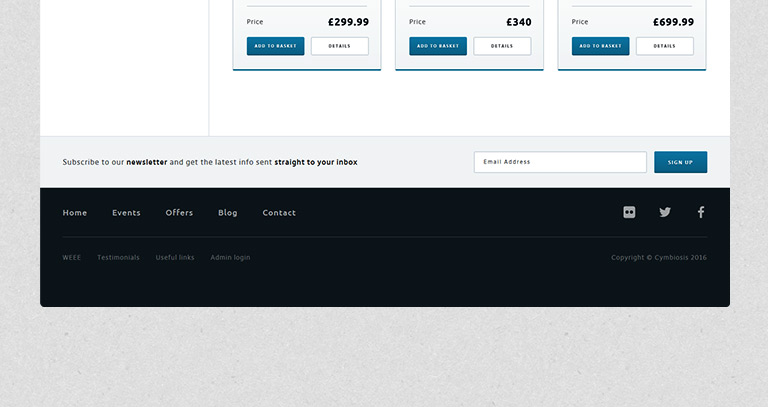 Price £299.99 Price £340 Price £699.99
ADD TO BASKET DETAILS ADD TO BASKET DETAILS ADD TO BASKET DETAILS
Subscribe to our newsletter and get the latest info sent straight to your inbox Email Address SIGN UP
Home Events Offers Blog Contact
WEEE Testimonials Useful links Admin login Copyright © Cymbiosis 2016